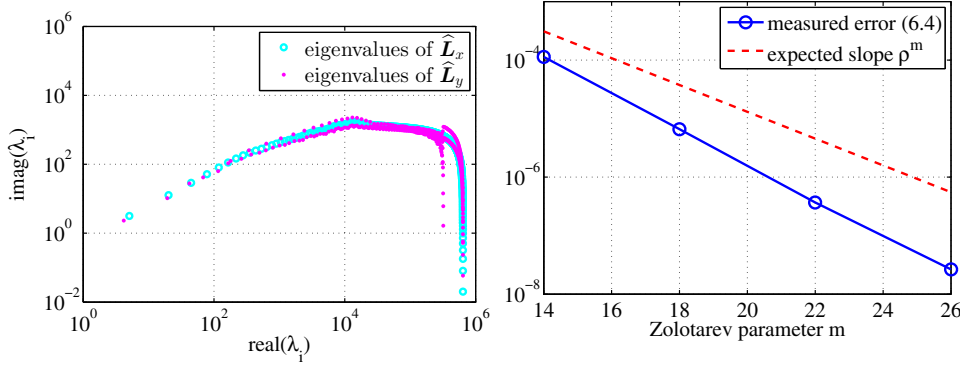 10^6
10^4
10^2
10^0
10^{-2}
imag(λ_i)
eigenvalues of \hat{L}_x
eigenvalues of \hat{L}_y
10^0
10^2
10^4
10^6
real(λ_i)
measured error (6.4)
expected slope ρ^m
10^{-4}
10^{-6}
10^{-8}
14 16 18 20 22 24 26
Zolotarev parameter m